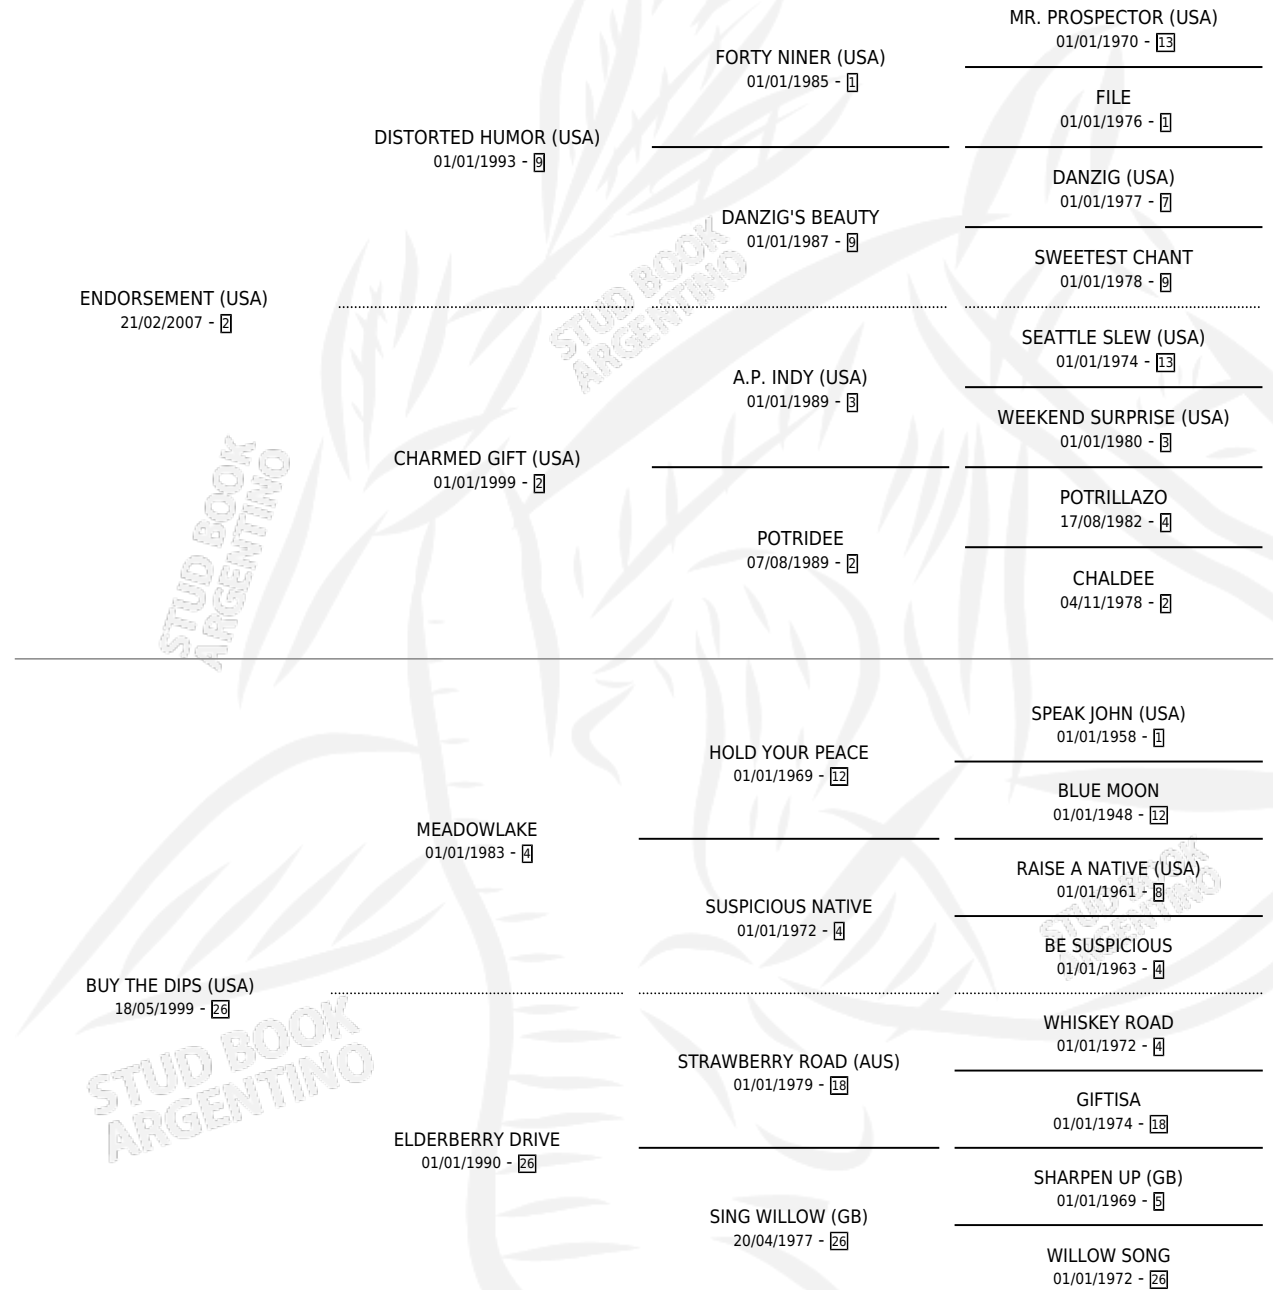 MR. PROSPECTOR (USA)
01/01/1970 - 13
FORTY NINER (USA)
01/01/1985 - 1
FILE
01/01/1976 - 1
DISTORTED HUMOR (USA)
01/01/1993 - 9
DANZIG (USA)
01/01/1977 - 7
DANZIG'S BEAUTY
01/01/1987 - 9
SWEETEST CHANT
01/01/1978 - 9
ENDORSEMENT (USA)
21/02/2007 - 2
STUD BOOK
ARGENTINO
SEATTLE SLEW (USA)
01/01/1974 - 13
A.P. INDY (USA)
01/01/1989 - 3
WEEKEND SURPRISE (USA)
01/01/1980 - 3
CHARMED GIFT (USA)
01/01/1999 - 2
POTRILLAZO
17/08/1982 - 4
POTRIDEE
07/08/1989 - 2
CHALDEE
04/11/1978 - 2
STUD BOOK
ARGENTINO
SPEAK JOHN (USA)
01/01/1958 - 1
HOLD YOUR PEACE
01/01/1969 - 12
BLUE MOON
01/01/1948 - 12
MEADOWLAKE
01/01/1983 - 4
RAISE A NATIVE (USA)
01/01/1961 - 8
STUD BOOK
ARGENTINO
SUSPICIOUS NATIVE
01/01/1972 - 4
BE SUSPICIOUS
01/01/1963 - 4
BUY THE DIPS (USA)
18/05/1999 - 26
STUD BOOK
ARGENTINO
WHISKEY ROAD
01/01/1972 - 4
STRAWBERRY ROAD (AUS)
01/01/1979 - 18
GIFTISA
01/01/1974 - 18
ELDERBERRY DRIVE
01/01/1990 - 26
SHARPEN UP (GB)
01/01/1969 - 5
SING WILLOW (GB)
20/04/1977 - 26
WILLOW SONG
01/01/1972 - 26